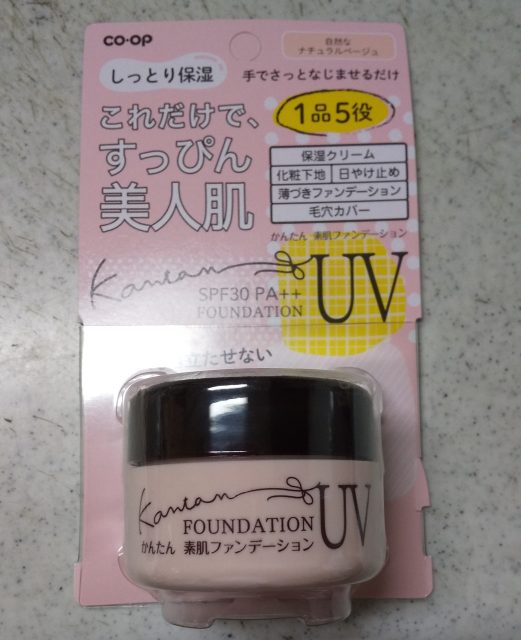 co·op
自然な
ナチュラルベージュ
しっとり保湿
手でさっとなじませるだけ
これだけで、
すっぴん
美人肌
1品5役
保湿クリーム
化粧下地 日やけ止め
薄づきファンデーション
毛穴カバー
かんたん 素肌ファンデーション
Kantan
UV
SPF30 PA++
FOUNDATION
立たせない
Kantan
FOUNDATION
UV
かんたん 素肌ファンデーション